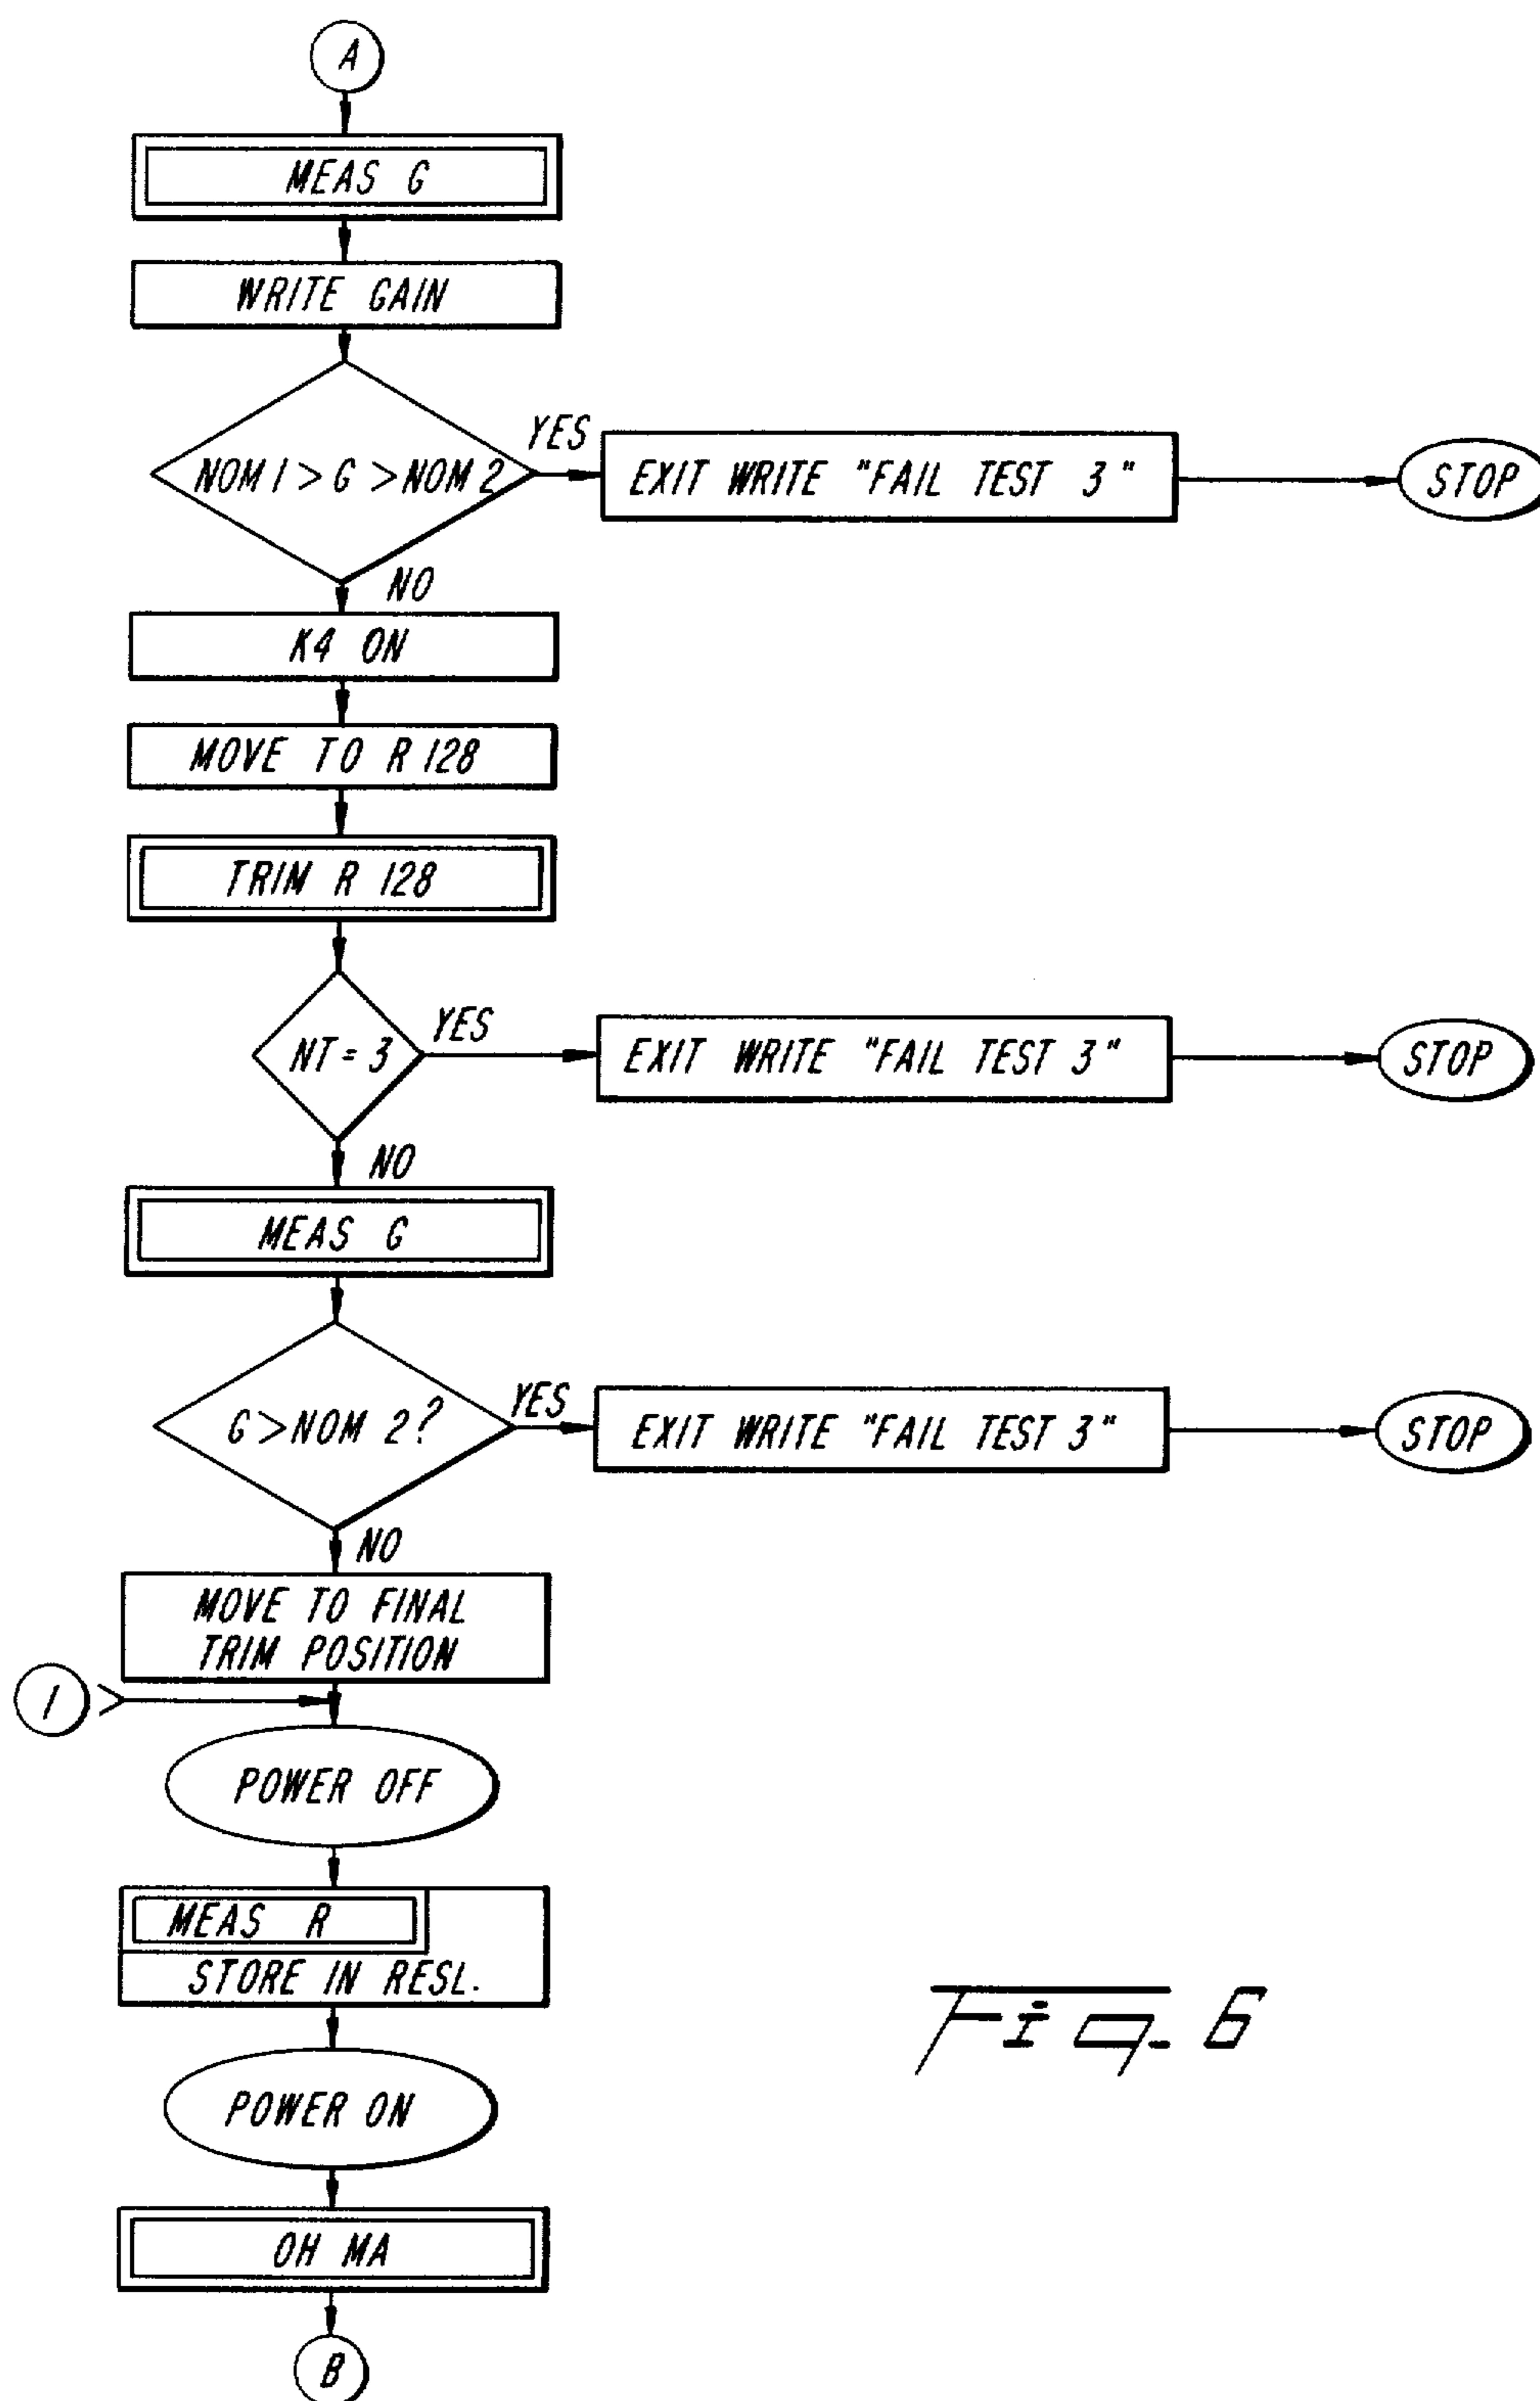 A
MEAS G
WRITE GAIN
NOM 1 > G > NOM 2
YES
EXIT WRITE "FAIL TEST 3"
STOP
NO
K4 ON
MOVE TO R 128
TRIM R 128
NT = 3
YES
EXIT WRITE "FAIL TEST 3"
STOP
NO
MEAS G
G > NOM 2?
YES
EXIT WRITE "FAIL TEST 3"
STOP
NO
MOVE TO FINAL
TRIM POSITION
1
POWER OFF
MEAS R
STORE IN RESL.
POWER ON
OH MA
B
Fig. 6